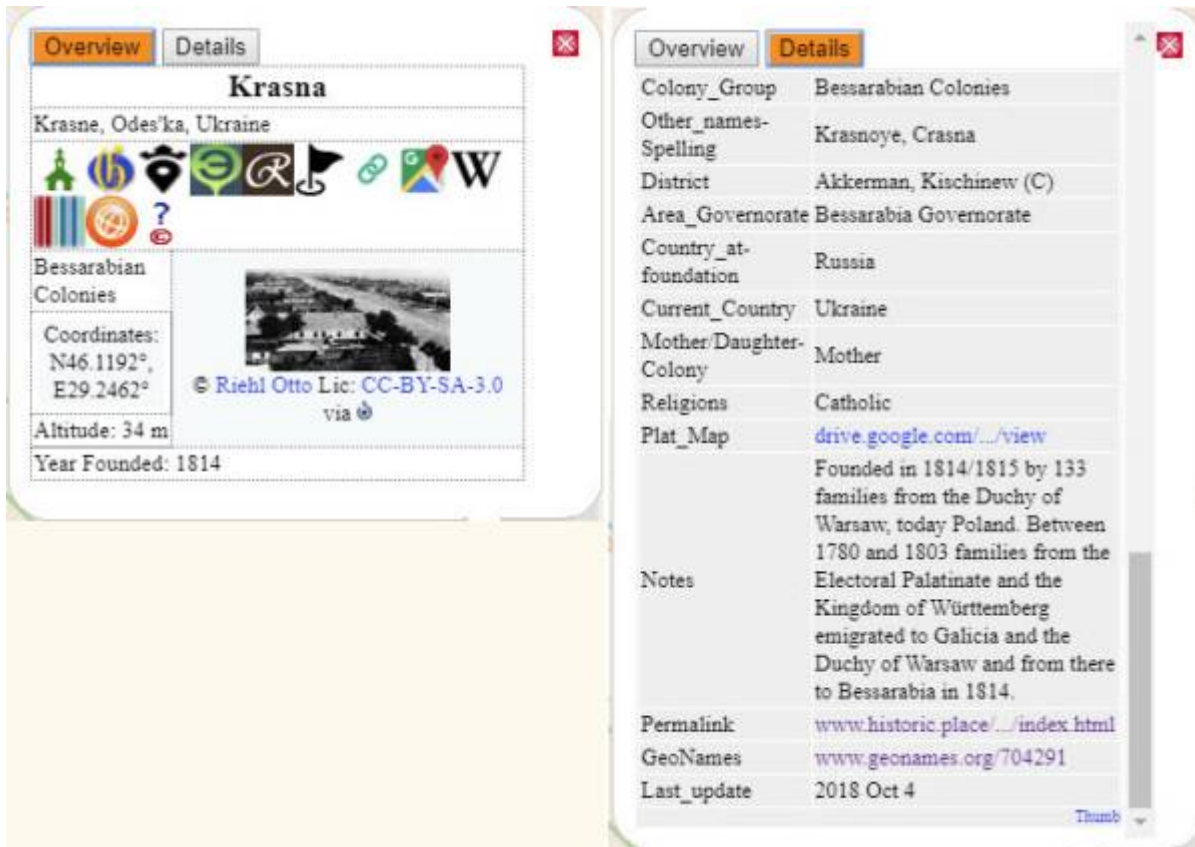 Overview Details
Krasna
Krasne, Odes'ka, Ukraine
R W
?
©
Bessarabian
Colonies
Coordinates:
N46.1192°,
E29.2462°
Altitude: 34 m
© Riehl Otto Lic: CC-BY-SA-3.0
via
Year Founded: 1814
Overview Details
Colony_Group Bessarabian Colonies
Other_names-
Spelling Krasnoye, Crasna
District Akkerman, Kischinew (C)
Area_Governorate Bessarabia Governorate
Country_at-
foundation Russia
Current_Country Ukraine
Mother/Daughter-
Colony Mother
Religions Catholic
Plat_Map drive.google.com/.../view
Notes
Founded in 1814/1815 by 133
families from the Duchy of
Warsaw, today Poland. Between
1780 and 1803 families from the
Electoral Palatinate and the
Kingdom of Württemberg
emigrated to Galicia and the
Duchy of Warsaw and from there
to Bessarabia in 1814.
Permalink www.historic.place/.../index.html
GeoNames www.geonames.org/704291
Last_update 2018 Oct 4
Thumb